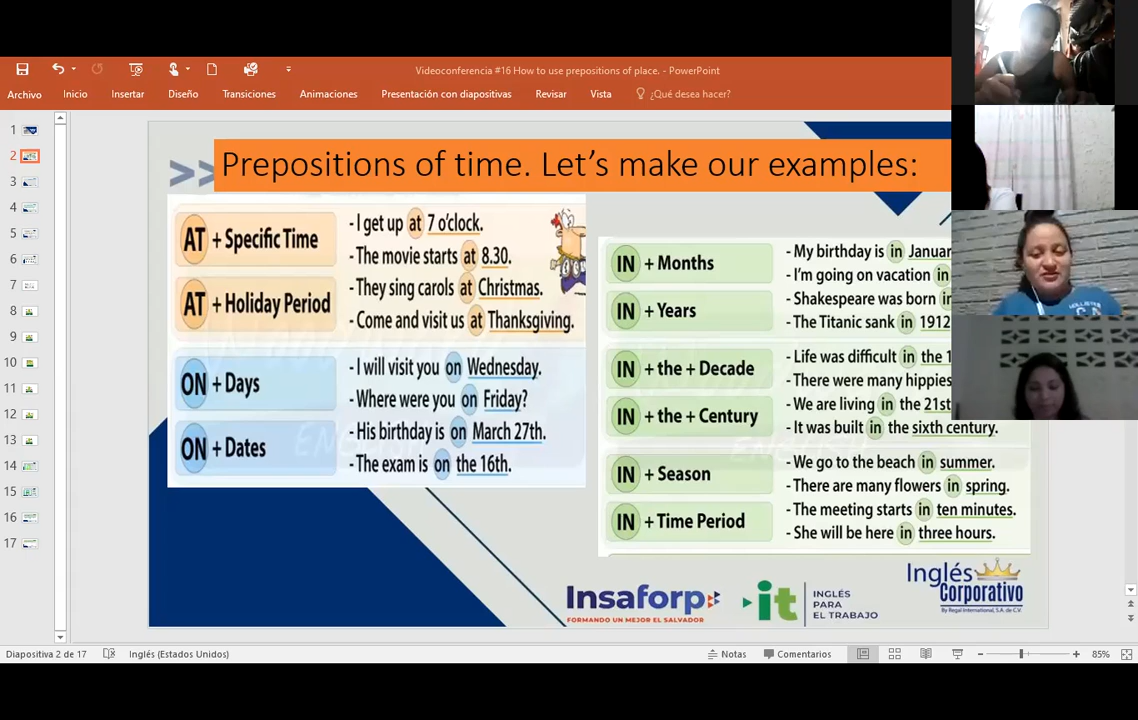 Videoconferencia #16 How to use prepositions of place. - PowerPoint
Archivo Inicio Insertar Diseño Transiciones Animaciones Presentación con diapositivas Revisar Vista ¿Qué desea hacer?
1
2
3
4
5
6
7
8
9
10
11
12
13
14
15
16
17
>> Prepositions of time. Let's make our examples:
AT + Specific Time
- I get up at 7 o'clock.
- The movie starts at 8.30.
AT + Holiday Period
- They sing carols at Christmas.
- Come and visit us at Thanksgiving.
ON + Days
- I will visit you on Wednesday.
- Where were you on Friday?
ON + Dates
- His birthday is on March 27th.
- The exam is on the 16th.
IN + Months
- My birthday is in
- I'm going on vacation in
IN + Years
- Shakespeare was born
- The Titanic sank in 1912
IN + the + Decade
- Life was difficult in the
- There were many hippies
IN + the + Century
- We are living in the 21st
- It was built in the sixth century.
IN + Season
- We go to the beach in summer.
- There are many flowers in spring.
IN + Time Period
- The meeting starts in ten minutes.
- She will be here in three hours.
ENGLISH
ENGLISH
Insaforp
FORMANDO UN MEJOR EL SALVADOR
it
INGLÉS
PARA
EL TRABAJO
Inglés
Corporativo
By Regal International, S.A. de C.V.
HOLLISTER
Diapositiva 2 de 17 Inglés (Estados Unidos) Notas Comentarios 85%